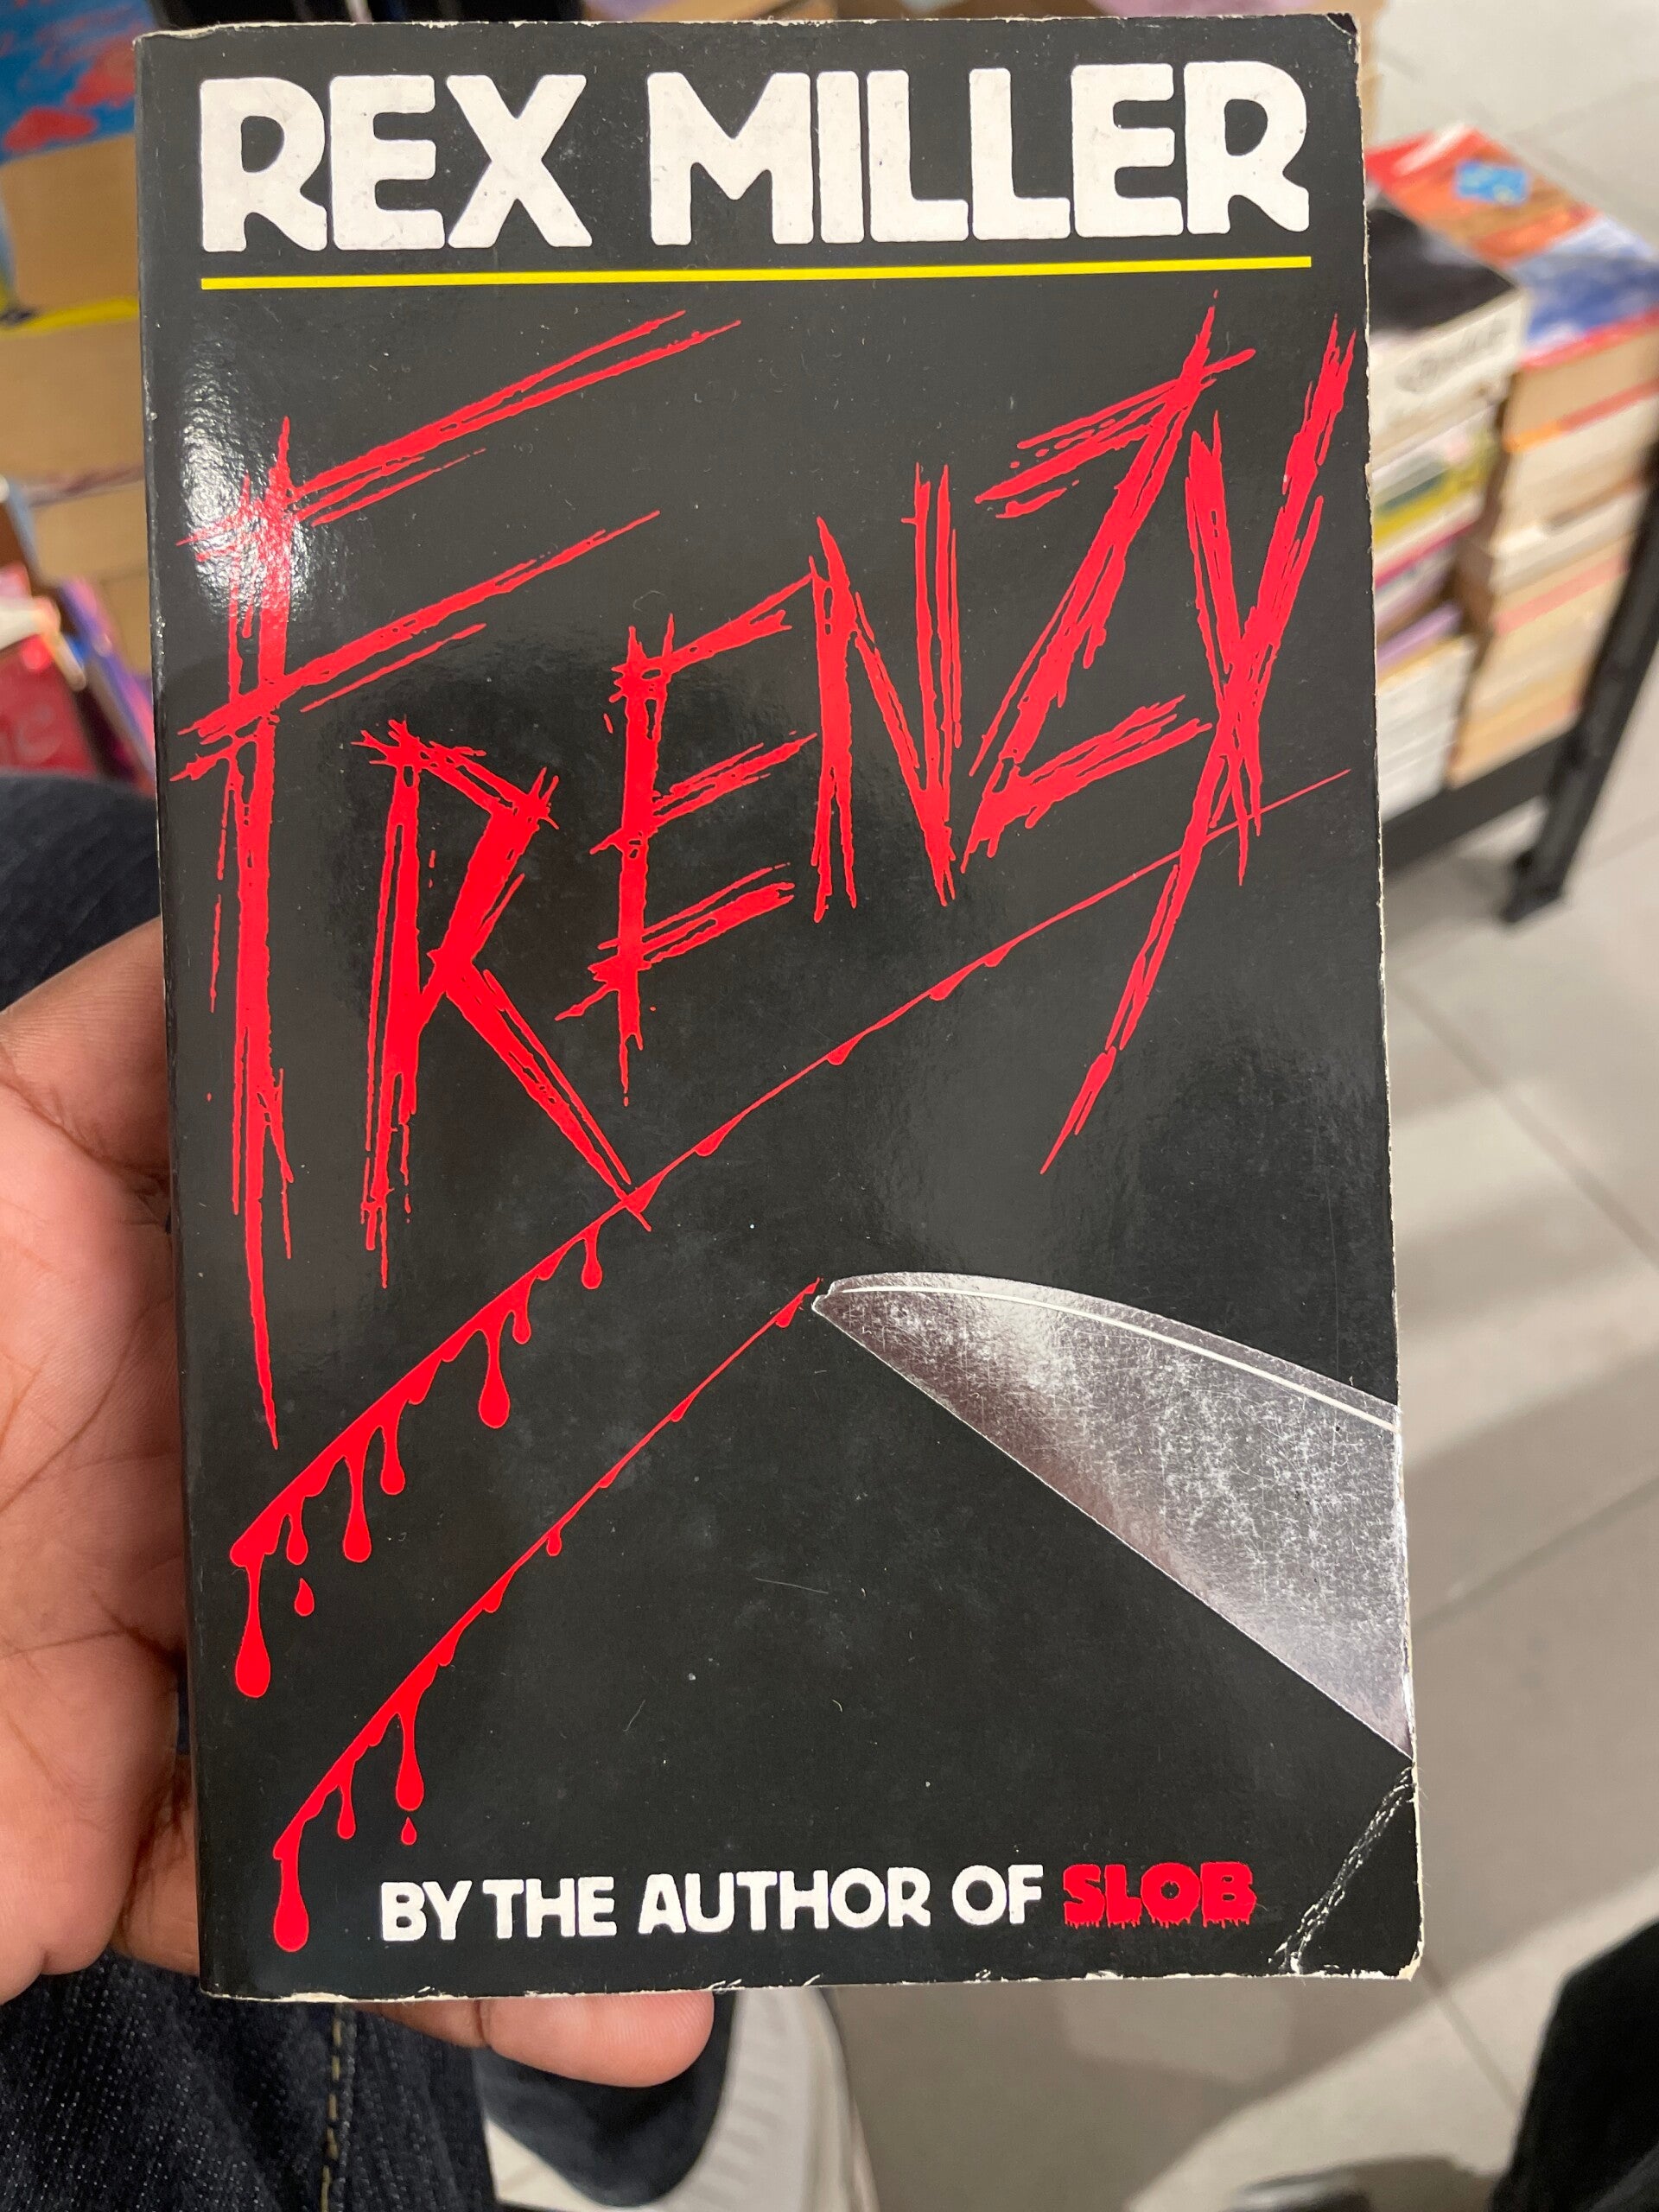 REX MILLER
FRENZY
BY THE AUTHOR OF SLOB